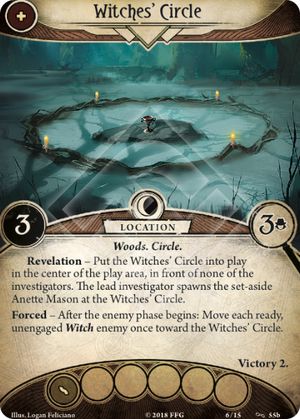 Witches' Circle
3
3
LOCATION
Woods. Circle.
Revelation – Put the Witches' Circle into play
in the center of the play area, in front of none of the
investigators. The lead investigator spawns the set-aside
Anette Mason at the Witches' Circle.
Forced – After the enemy phase begins: Move each ready,
unengaged Witch enemy once toward the Witches' Circle.
Victory 2.
Illus. Logan Feliciano © 2018 FFG 6/15 55b